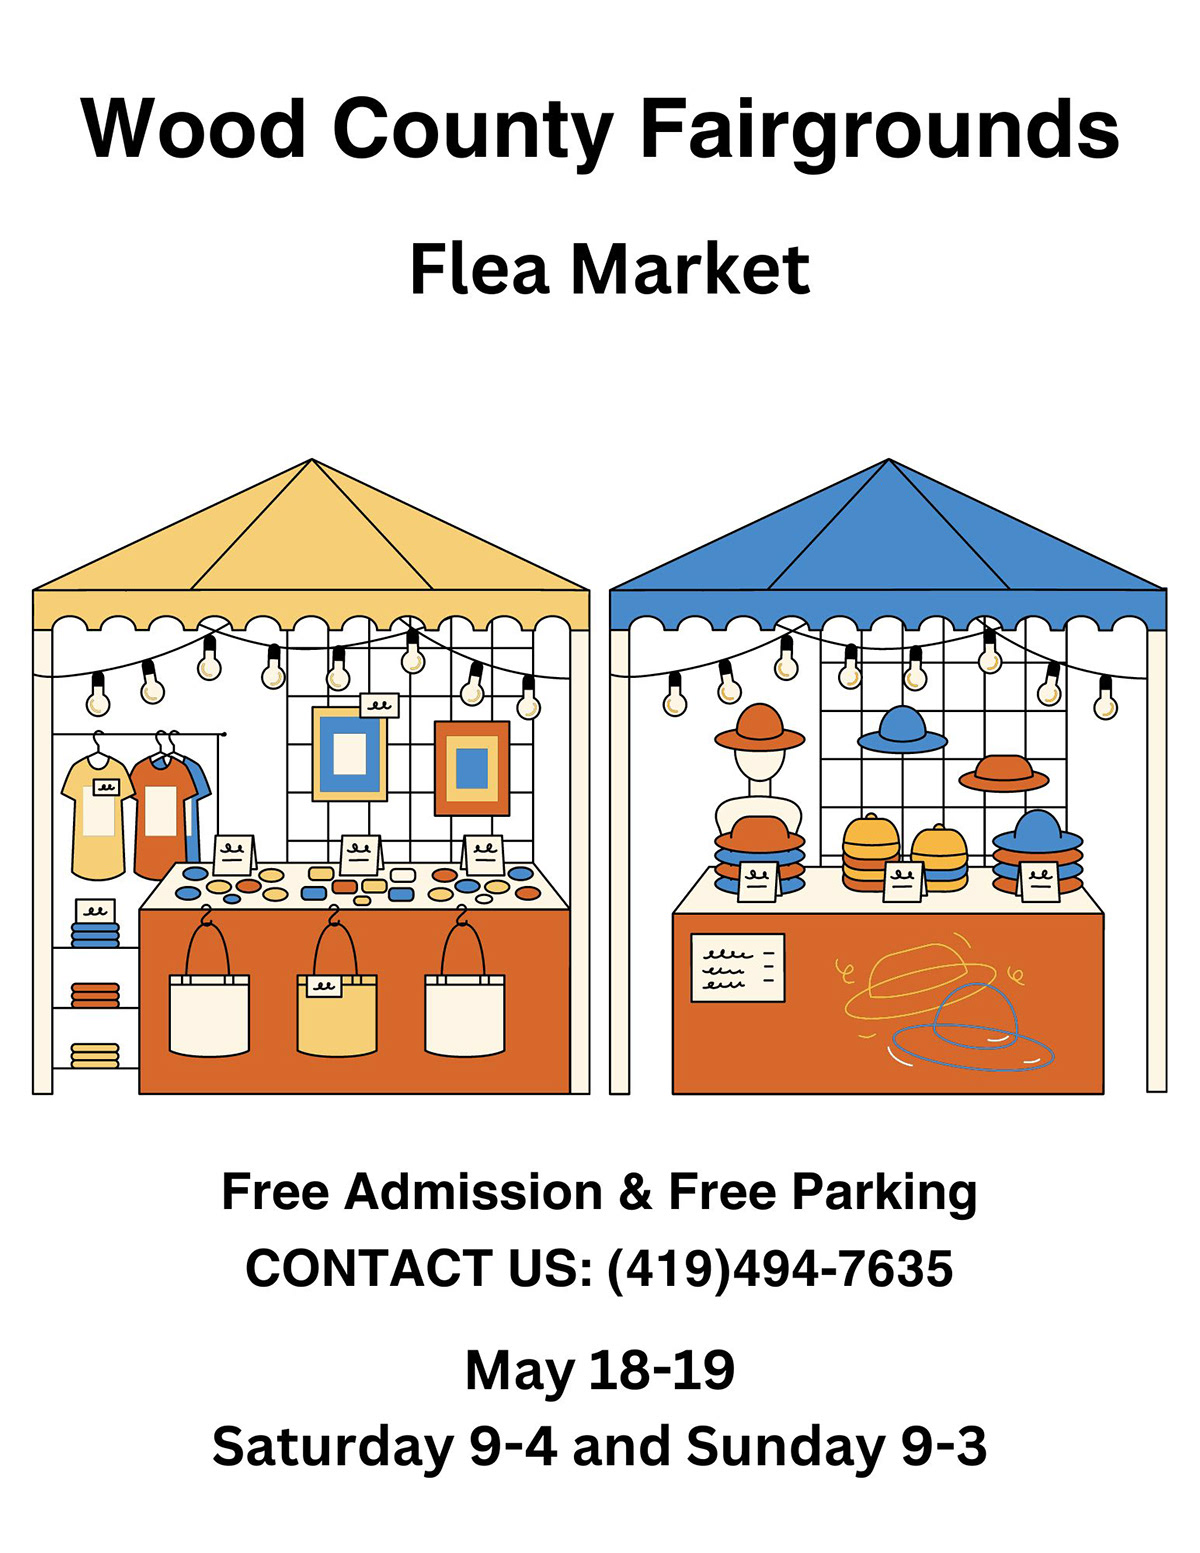 Wood County Fairgrounds
Flea Market
Free Admission & Free Parking
CONTACT US: (419)494-7635
May 18-19
Saturday 9-4 and Sunday 9-3